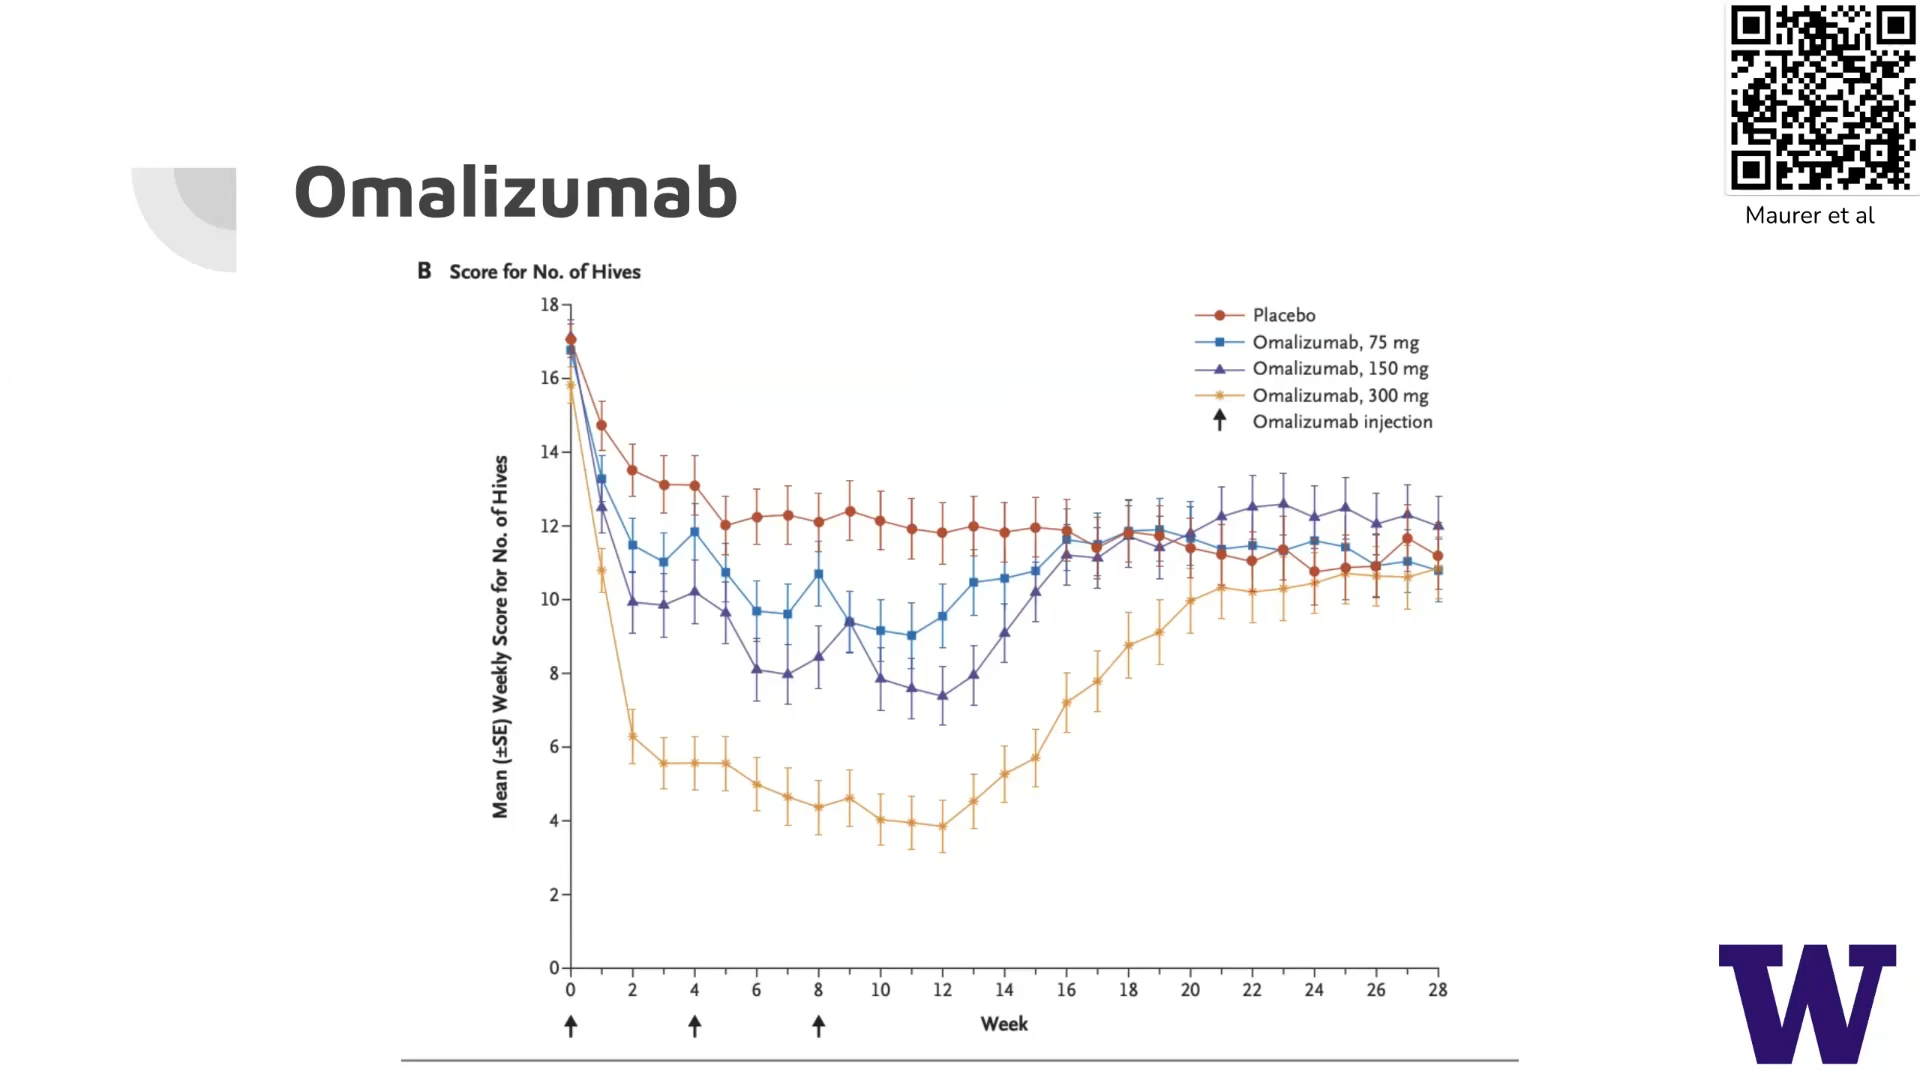 Maurer et al
Omalizumab
B Score for No. of Hives
Placebo
Omalizumab, 75 mg
Omalizumab, 150 mg
Omalizumab, 300 mg
Omalizumab injection
Mean (±SE) Weekly Score for No. of Hives
18
16
14
12
10
8
6
4
2
0
0 2 4 6 8 10 12 14 16 18 20 22 24 26 28
Week
W